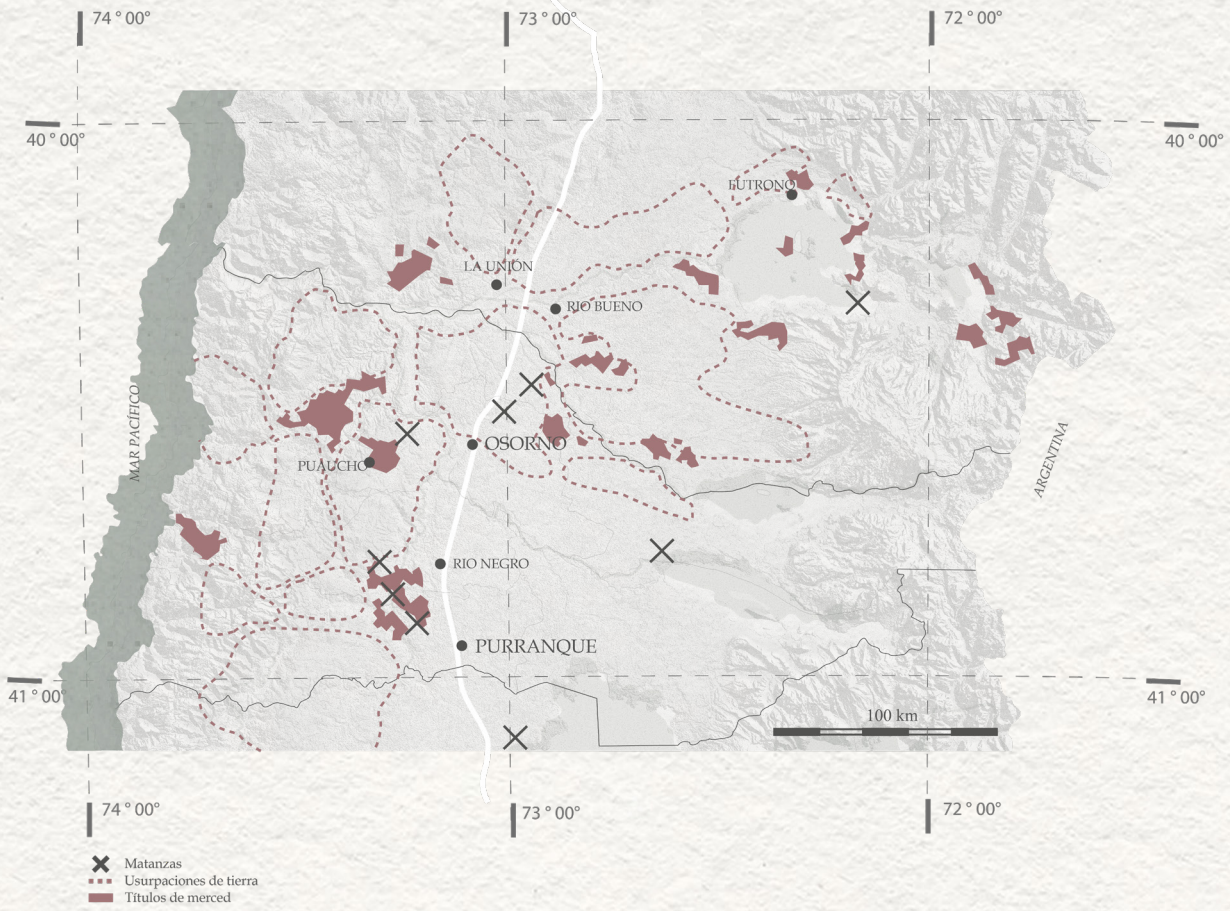 74 ° 00°
73 ° 00°
72 ° 00°
40 ° 00°
40 ° 00°
FUTRONO
LA UNIÓN
RIO BUENO
MAR PACÍFICO
OSORNO
PUAUCHO
ARGENTINA
RIO NEGRO
PURRANQUE
41 ° 00°
41 ° 00°
100 km
74 ° 00°
73 ° 00°
72 ° 00°
Matanzas
Usurpaciones de tierra
Títulos de merced